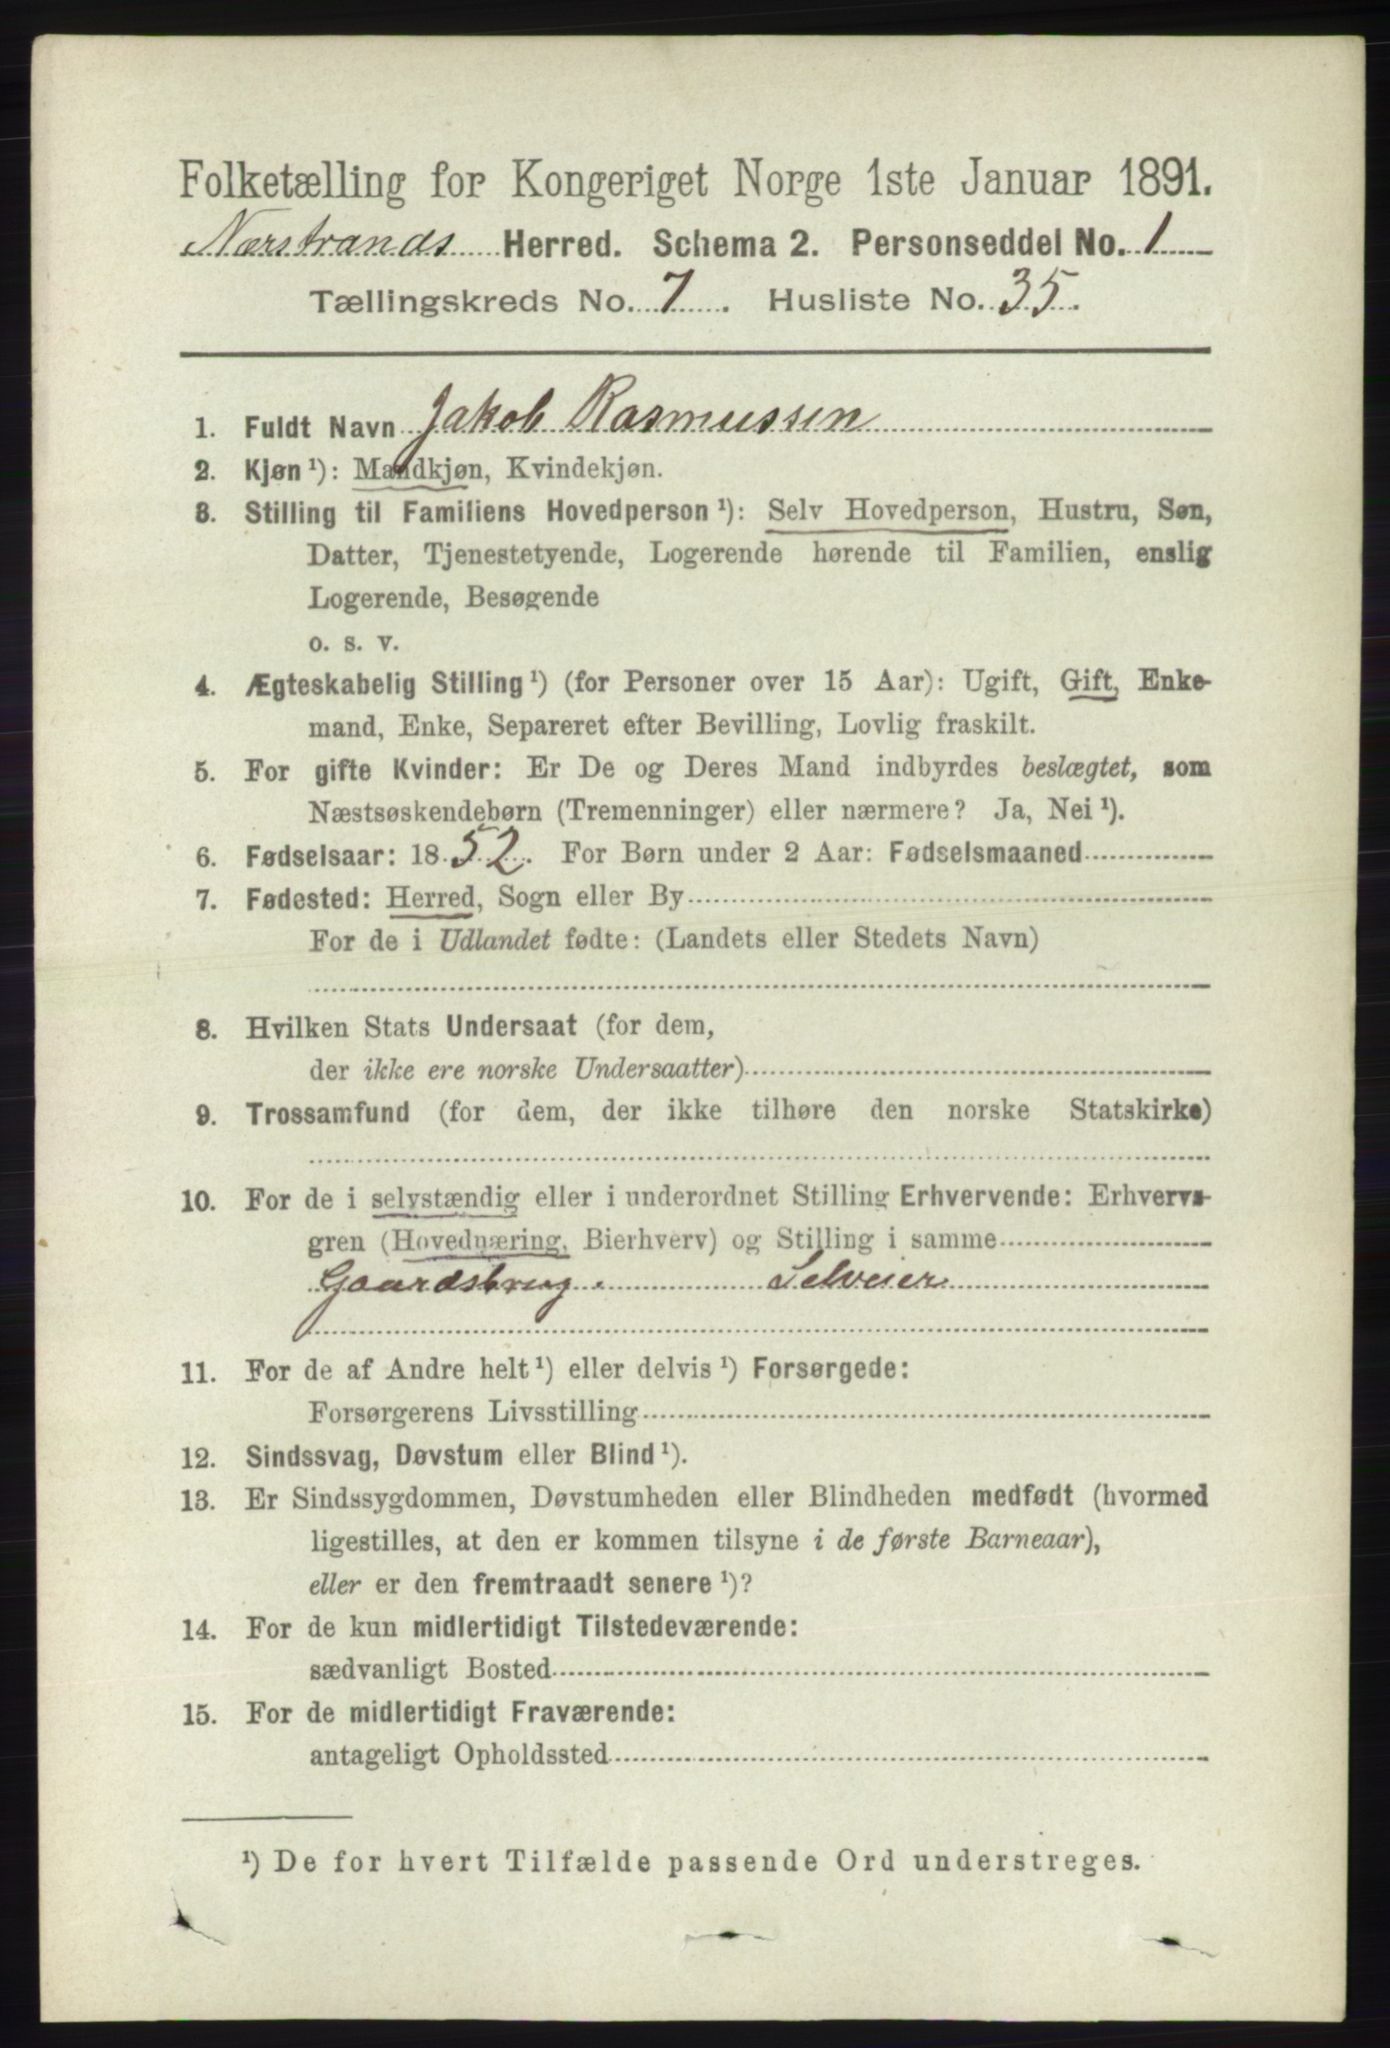 Folketælling for Kongeriget Norge 1ste Januar 1891.
Nærstrands Herred. Schema 2. Personseddel No. 1
Tællingskreds No. 7. Husliste No. 35.
1. Fuldt Navn Jakob Rasmussen
2. Kjøn ¹): Mandkjøn, Kvindekjøn.
3. Stilling til Familiens Hovedperson ¹): Selv Hovedperson, Hustru, Søn,
Datter, Tjenestetyende, Logerende hørende til Familien, enslig
Logerende, Besøgende
o. s. v.
4. Ægteskabelig Stilling ¹) (for Personer over 15 Aar): Ugift, Gift, Enke-
mand, Enke, Separeret efter Bevilling, Lovlig fraskilt.
5. For gifte Kvinder: Er De og Deres Mand indbyrdes beslægtet, som
Næstsøskendebørn (Tremenninger) eller nærmere? Ja, Nei ¹).
6. Fødselsaar: 1852. For Børn under 2 Aar: Fødselsmaaned
7. Fødested: Herred, Sogn eller By
For de i Udlandet fødte: (Landets eller Stedets Navn)
8. Hvilken Stats Undersaat (for dem,
der ikke ere norske Undersaatter)
9. Trossamfund (for dem, der ikke tilhøre den norske Statskirke)
10. For de i selvstændig eller i underordnet Stilling Erhvervende: Erhvervs-
gren (Hovednæring, Bierhverv) og Stilling i samme
Gaardsbrug. Selveier
11. For de af Andre helt ¹) eller delvis ¹) Forsørgede:
Forsørgerens Livsstilling
12. Sindssvag, Døvstum eller Blind ¹).
13. Er Sindssygdommen, Døvstumheden eller Blindheden medfødt (hvormed
ligestilles, at den er kommen tilsyne i de første Barneaar),
eller er den fremtraadt senere ¹)?
14. For de kun midlertidigt Tilstedeværende:
sædvanligt Bosted
15. For de midlertidigt Fraværende:
antageligt Opholdssted
¹) De for hvert Tilfælde passende Ord understreges.